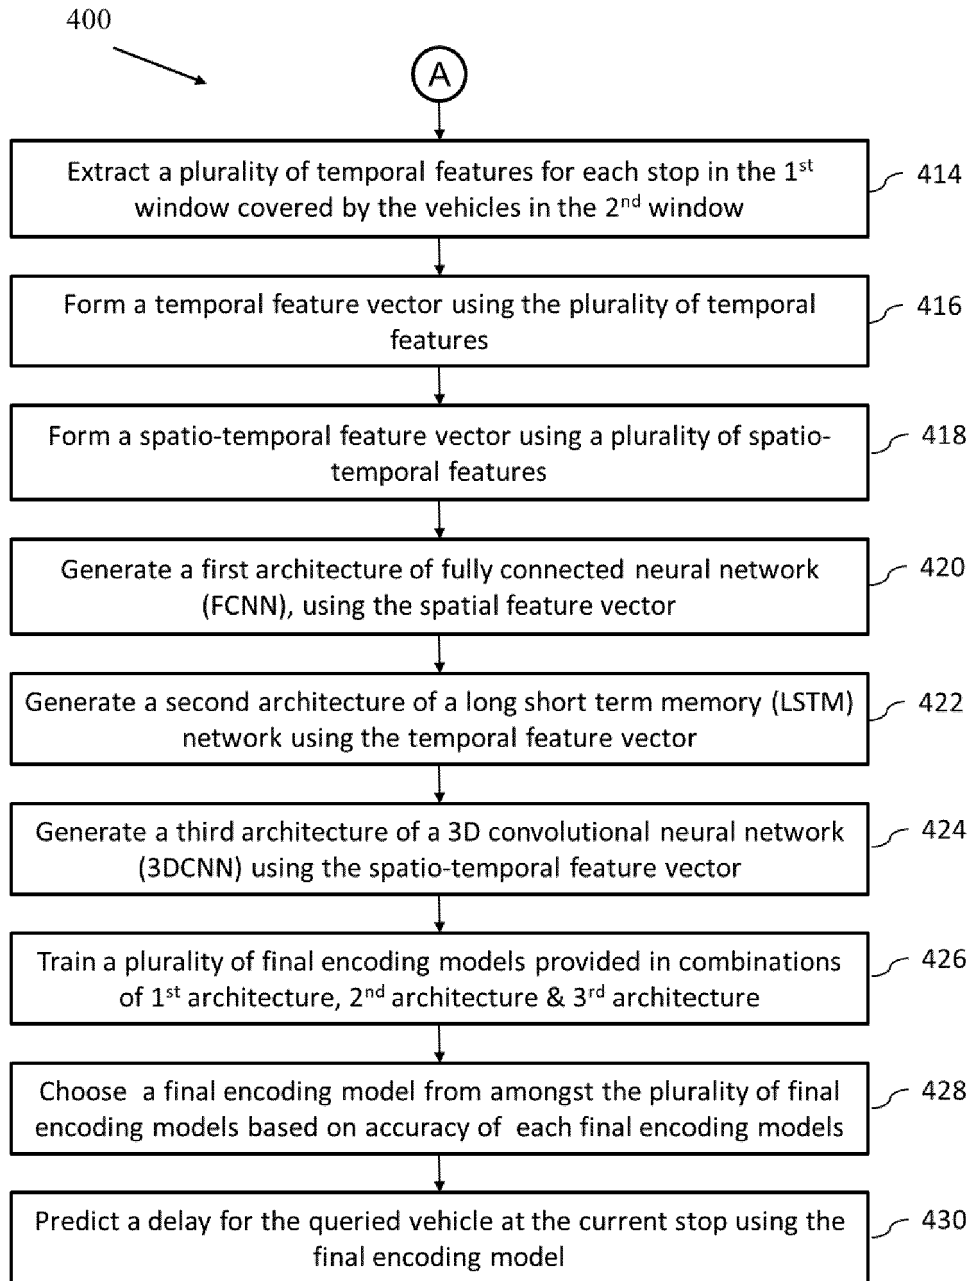 400
A
Extract a plurality of temporal features for each stop in the 1st
window covered by the vehicles in the 2nd window
414
Form a temporal feature vector using the plurality of temporal
features
416
Form a spatio-temporal feature vector using a plurality of spatio-
temporal features
418
Generate a first architecture of fully connected neural network
(FCNN), using the spatial feature vector
420
Generate a second architecture of a long short term memory (LSTM)
network using the temporal feature vector
422
Generate a third architecture of a 3D convolutional neural network
(3DCNN) using the spatio-temporal feature vector
424
Train a plurality of final encoding models provided in combinations
of 1st architecture, 2nd architecture & 3rd architecture
426
Choose a final encoding model from amongst the plurality of final
encoding models based on accuracy of each final encoding models
428
Predict a delay for the queried vehicle at the current stop using the
final encoding model
430